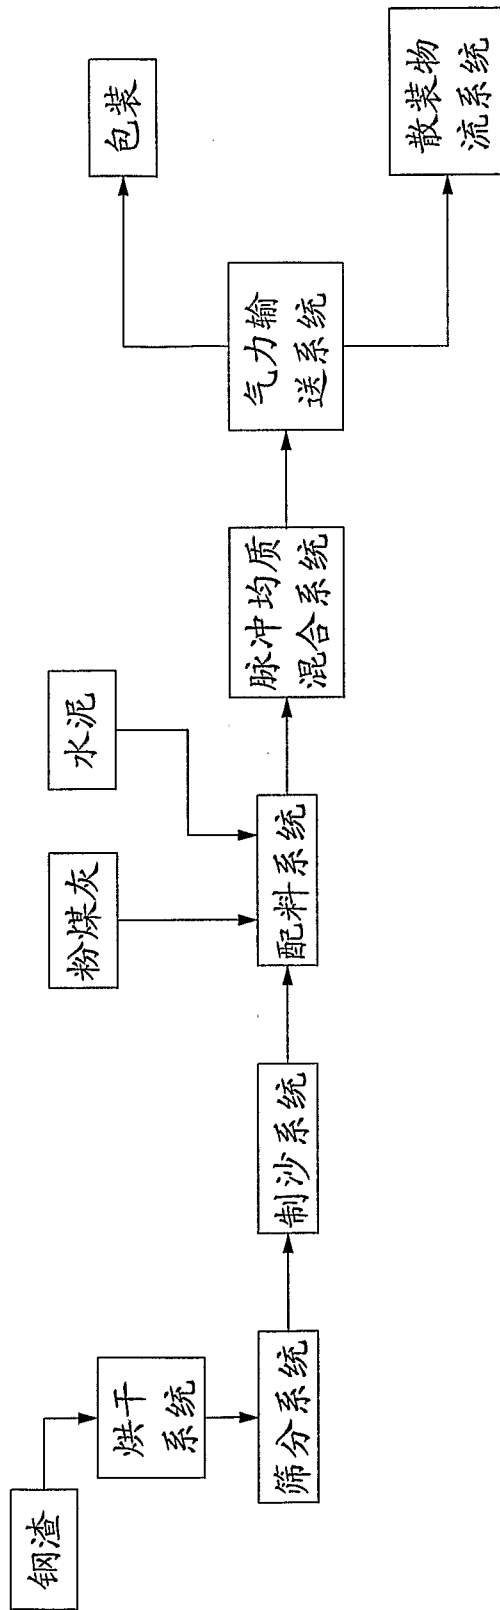 钢渣
烘干
系统
筛分系统
制沙系统
粉煤灰
水泥
配料系统
脉冲均质
混合系统
气力输
送系统
包装
散装物
流系统